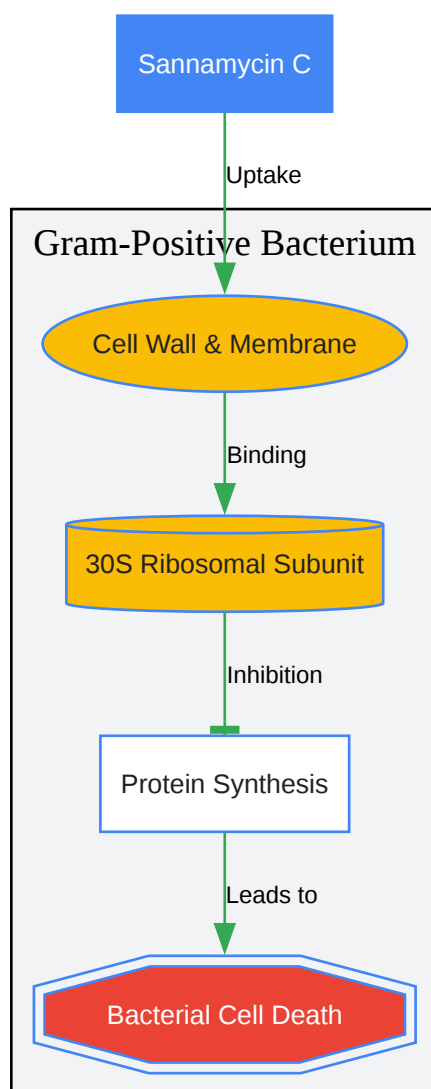 Sannamycin C
Uptake
Gram-Positive Bacterium
Cell Wall & Membrane
Binding
30S Ribosomal Subunit
Inhibition
Protein Synthesis
Leads to
Bacterial Cell Death